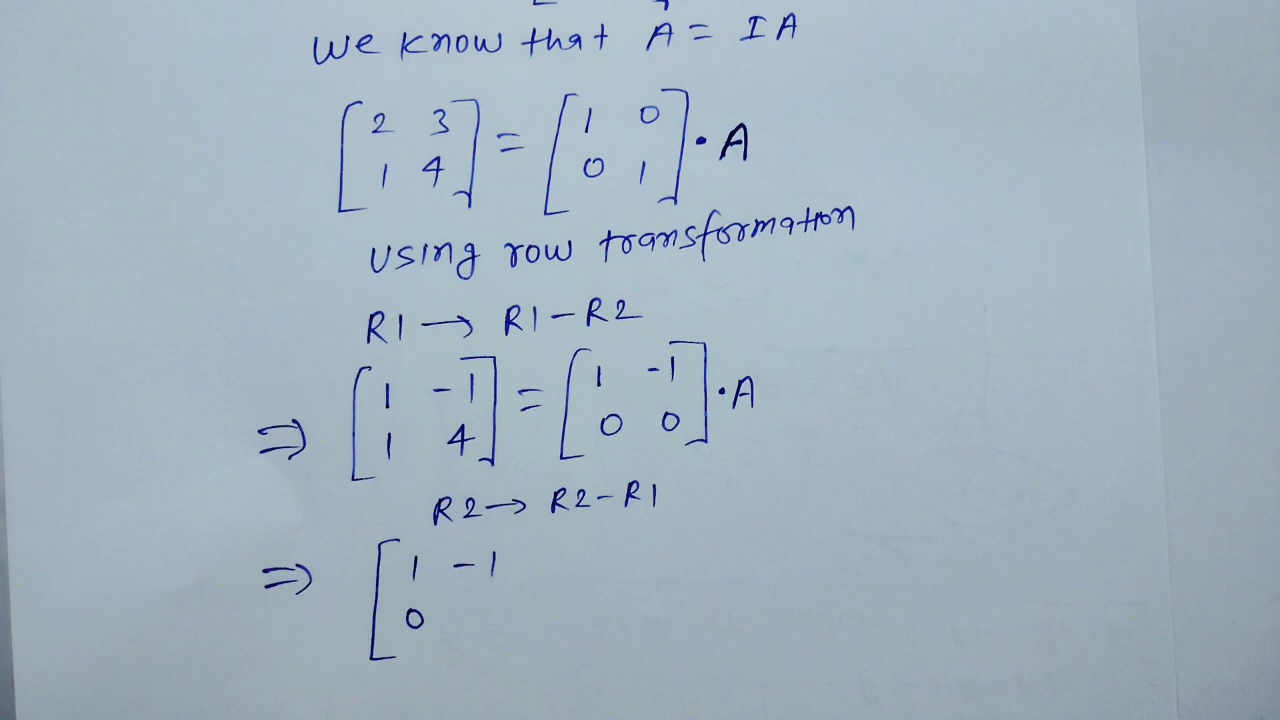 We know that A = IA
[2 3 1 4] = [1 0 0 1] · A
using row transformation
R1 → R1 - R2
⇒ [1 -1 1 4] = [1 -1 0 0] · A
R2 → R2 - R1
⇒ [1 -1 0